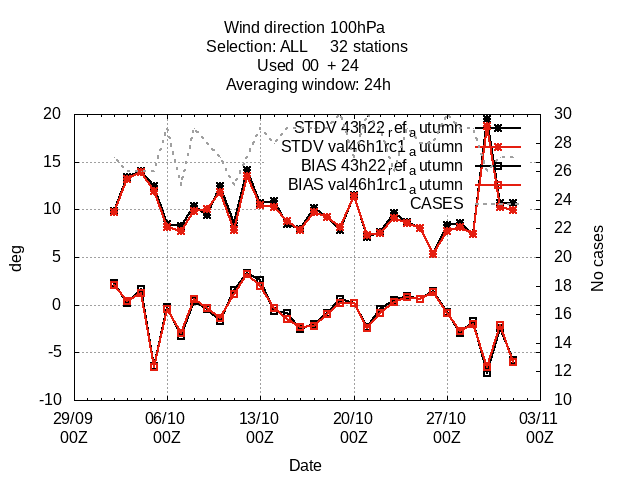 Wind direction 100hPa
Selection: ALL 32 stations
Used 00 + 24
Averaging window: 24h
20
15
10
5
0
-5
-10
deg
30
28
26
24
22
20
18
16
14
12
10
No cases
STDV 43h22_ref_autumn
STDV val46h1rc1_autumn
BIAS 43h22_ref_autumn
BIAS val46h1rc1_autumn
CASES
29/09 06/10 13/10 20/10 27/10 03/11
00Z 00Z 00Z 00Z 00Z 00Z
Date